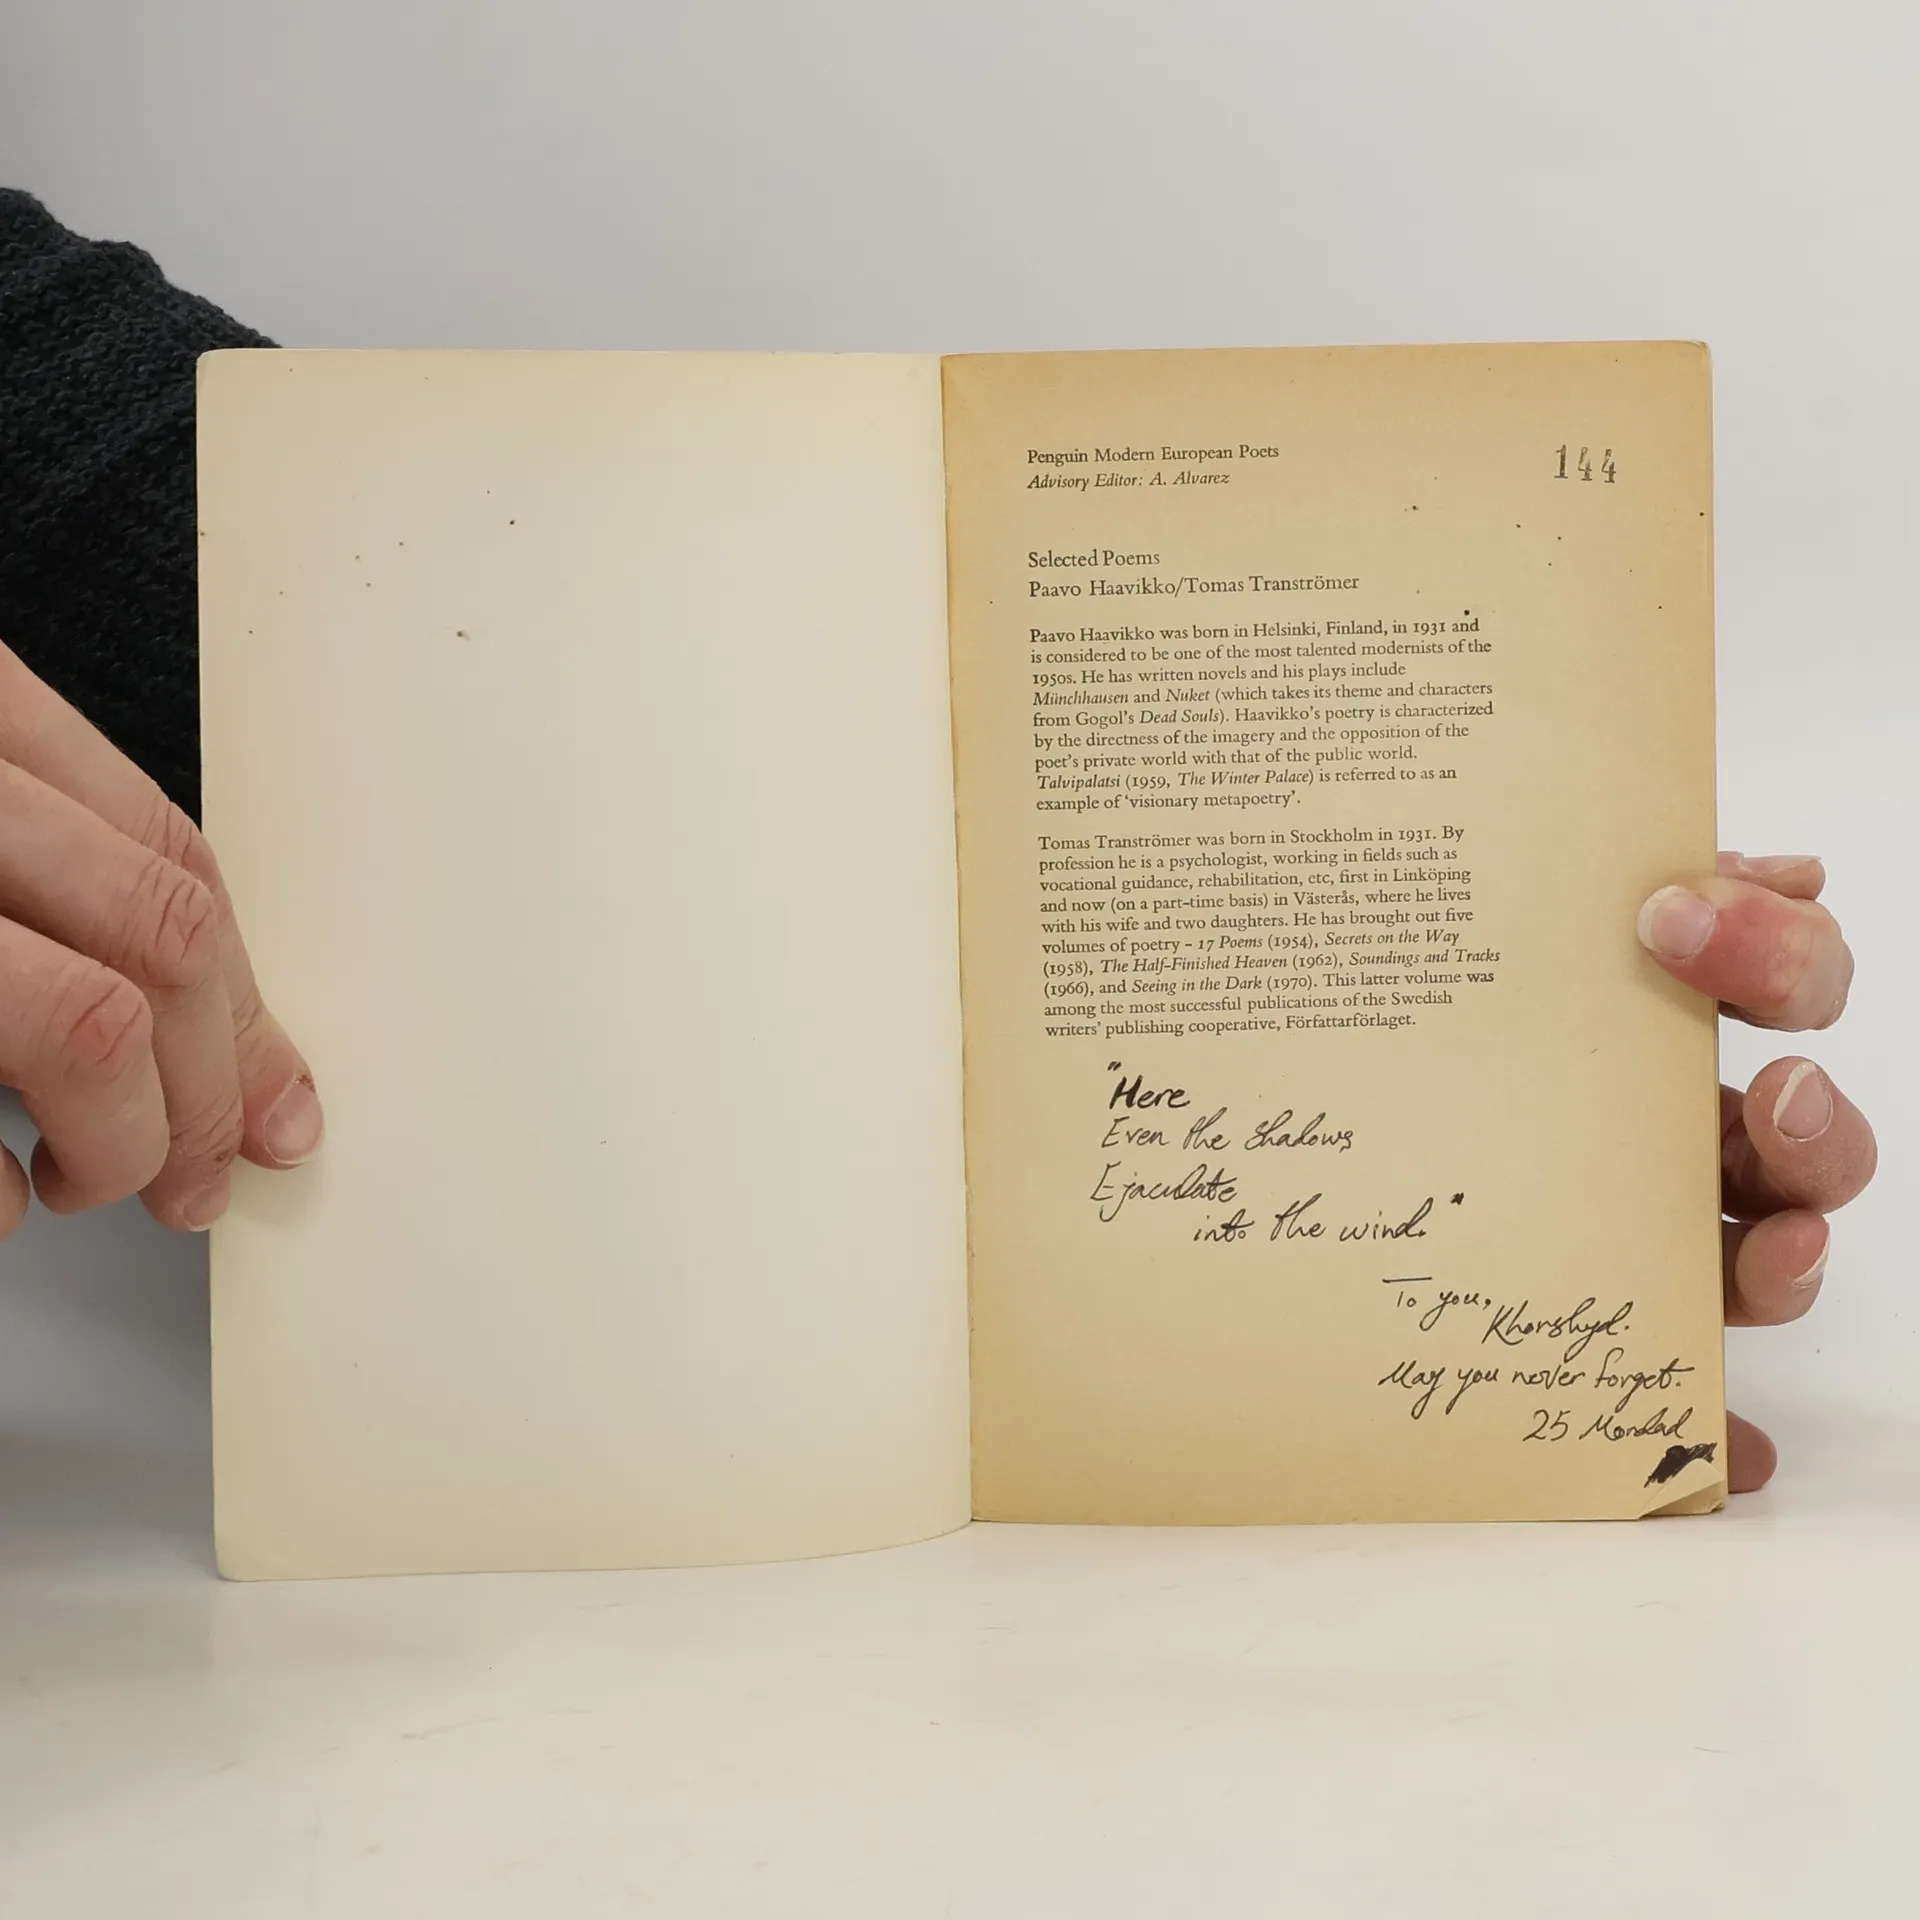 Penguin Modern European Poets
Advisory Editor: A. Alvarez
144
Selected Poems
Paavo Haavikko/Tomas Tranströmer
Paavo Haavikko was born in Helsinki, Finland, in 1931 and
is considered to be one of the most talented modernists of the
1950s. He has written novels and his plays include
Münchhausen and Nuket (which takes its theme and characters
from Gogol's Dead Souls). Haavikko's poetry is characterized
by the directness of the imagery and the opposition of the
poet's private world with that of the public world.
Talvipalatsi (1959, The Winter Palace) is referred to as an
example of 'visionary metapoetry'.
Tomas Tranströmer was born in Stockholm in 1931. By
profession he is a psychologist, working in fields such as
vocational guidance, rehabilitation, etc, first in Linköping
and now (on a part-time basis) in Västerås, where he lives
with his wife and two daughters. He has brought out five
volumes of poetry – 17 Poems (1954), Secrets on the Way
(1958), The Half-Finished Heaven (1962), Soundings and Tracks
(1966), and Seeing in the Dark (1970). This latter volume was
among the most successful publications of the Swedish
writers' publishing cooperative, Författarförlaget.
"Here
Even the Shadows
Ejaculate
into the wind."
To you,
Khorshyd.
May you never forget.
25 Mordad